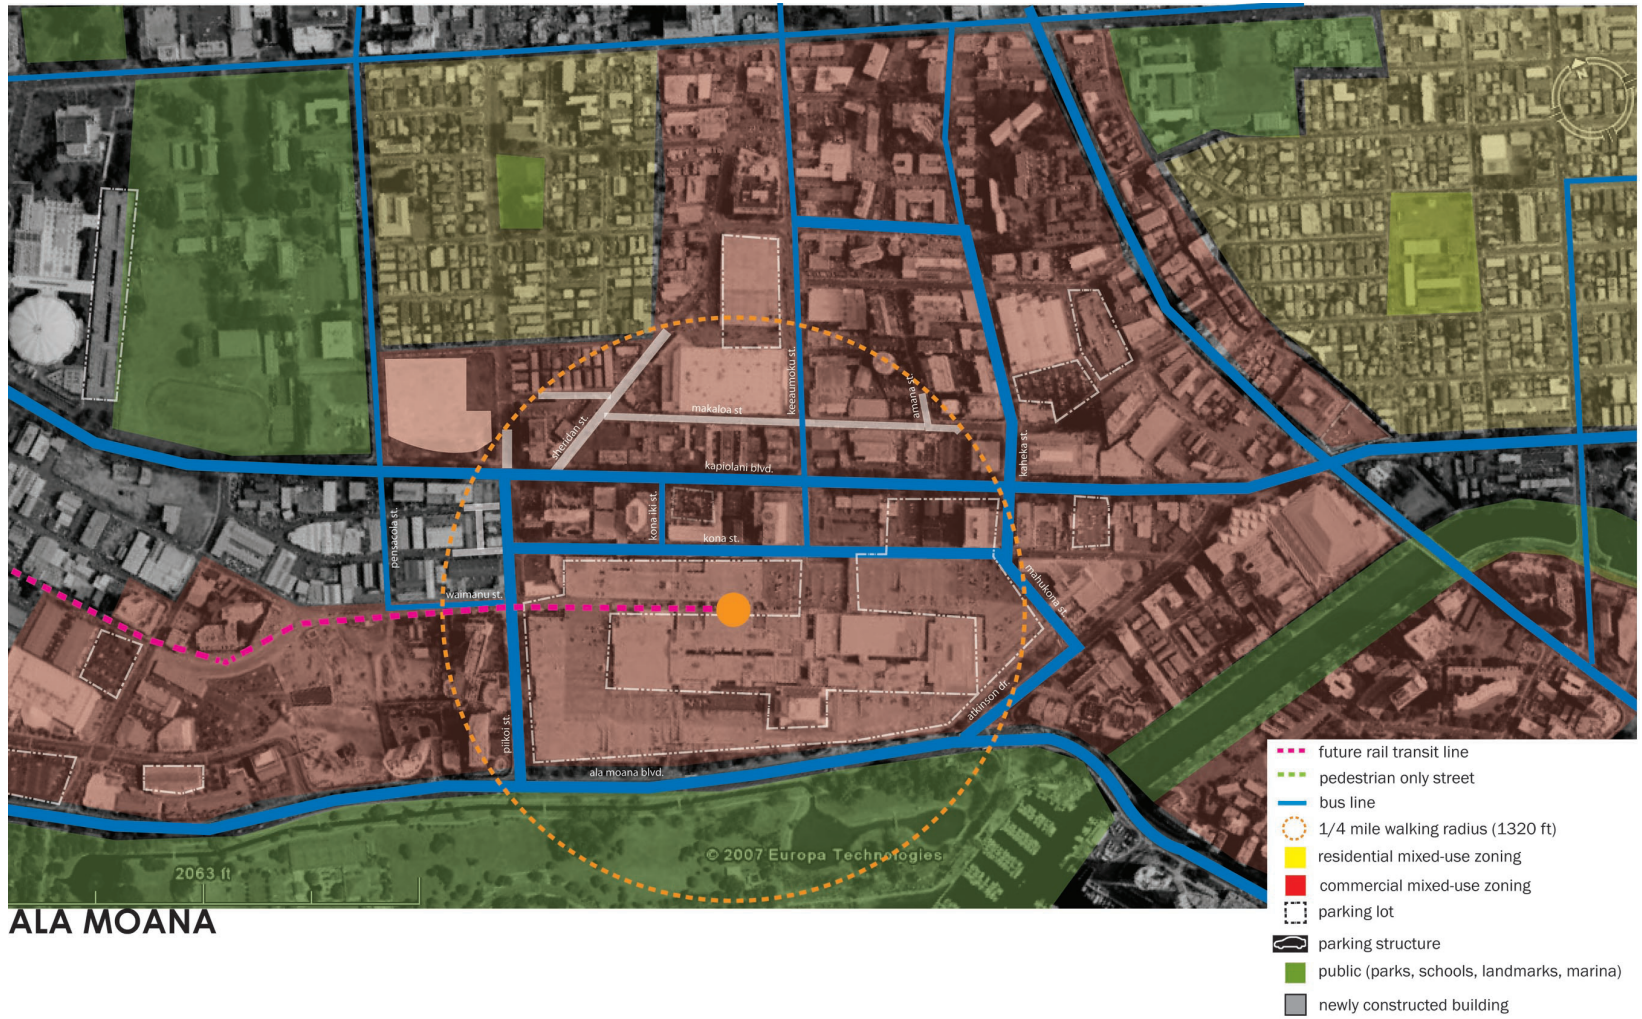 N
makaloa st
keeaumoku st.
amana st.
sheridan st.
kapiolani blvd.
kaheka st.
pensacola st.
kona iki st.
kona st.
waimanu st.
mahukona st.
piikoi st.
atkinson dr.
ala moana blvd.
© 2007 Europa Technologies
2063 ft
ALA MOANA
future rail transit line
pedestrian only street
bus line
1/4 mile walking radius (1320 ft)
residential mixed-use zoning
commercial mixed-use zoning
parking lot
parking structure
public (parks, schools, landmarks, marina)
newly constructed building